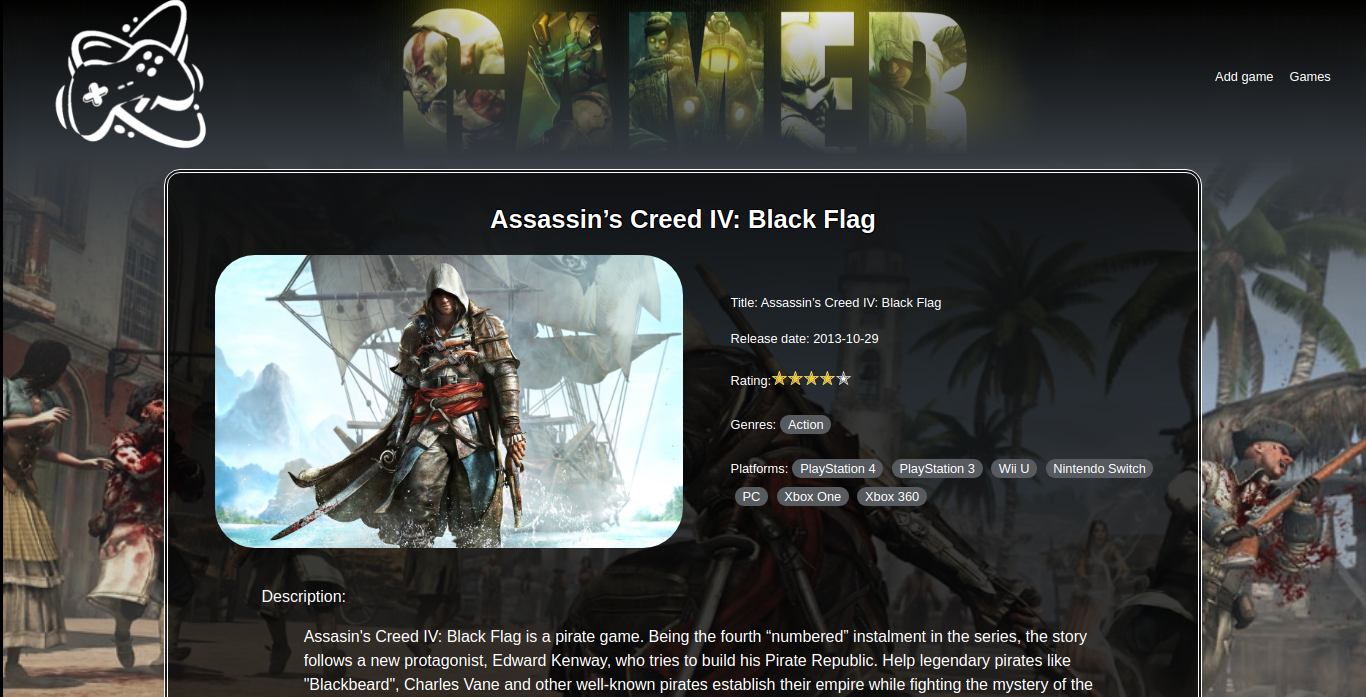 GAMER
Add game Games
Assassin’s Creed IV: Black Flag
Title: Assassin’s Creed IV: Black Flag
Release date: 2013-10-29
Rating:
Genres: Action
Platforms: PlayStation 4 PlayStation 3 Wii U Nintendo Switch
PC Xbox One Xbox 360
Description:
Assasin's Creed IV: Black Flag is a pirate game. Being the fourth “numbered” instalment in the series, the story
follows a new protagonist, Edward Kenway, who tries to build his Pirate Republic. Help legendary pirates like
"Blackbeard", Charles Vane and other well-known pirates establish their empire while fighting the mystery of the